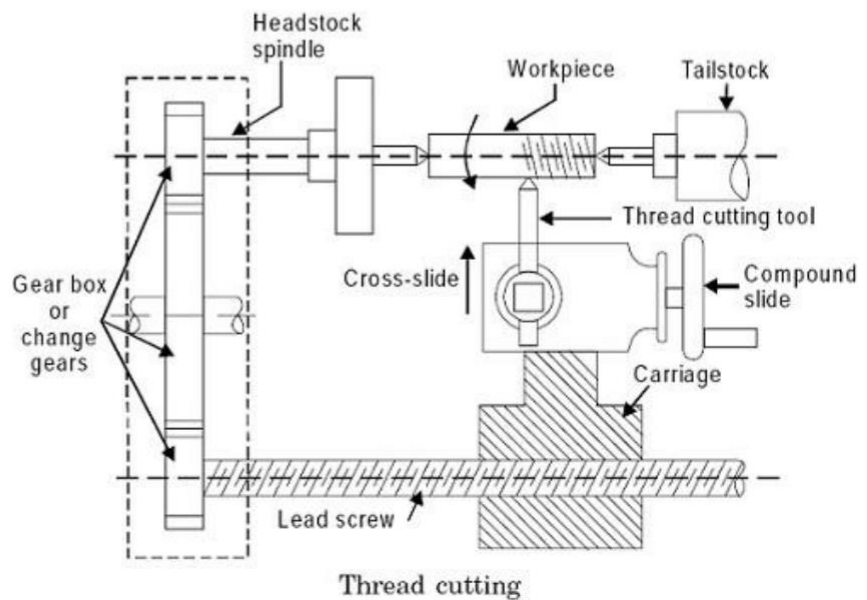 Headstock
spindle
Workpiece
Tailstock
Thread cutting tool
Cross-slide
Compound
slide
Gear box
or
change
gears
Carriage
Lead screw
Thread cutting